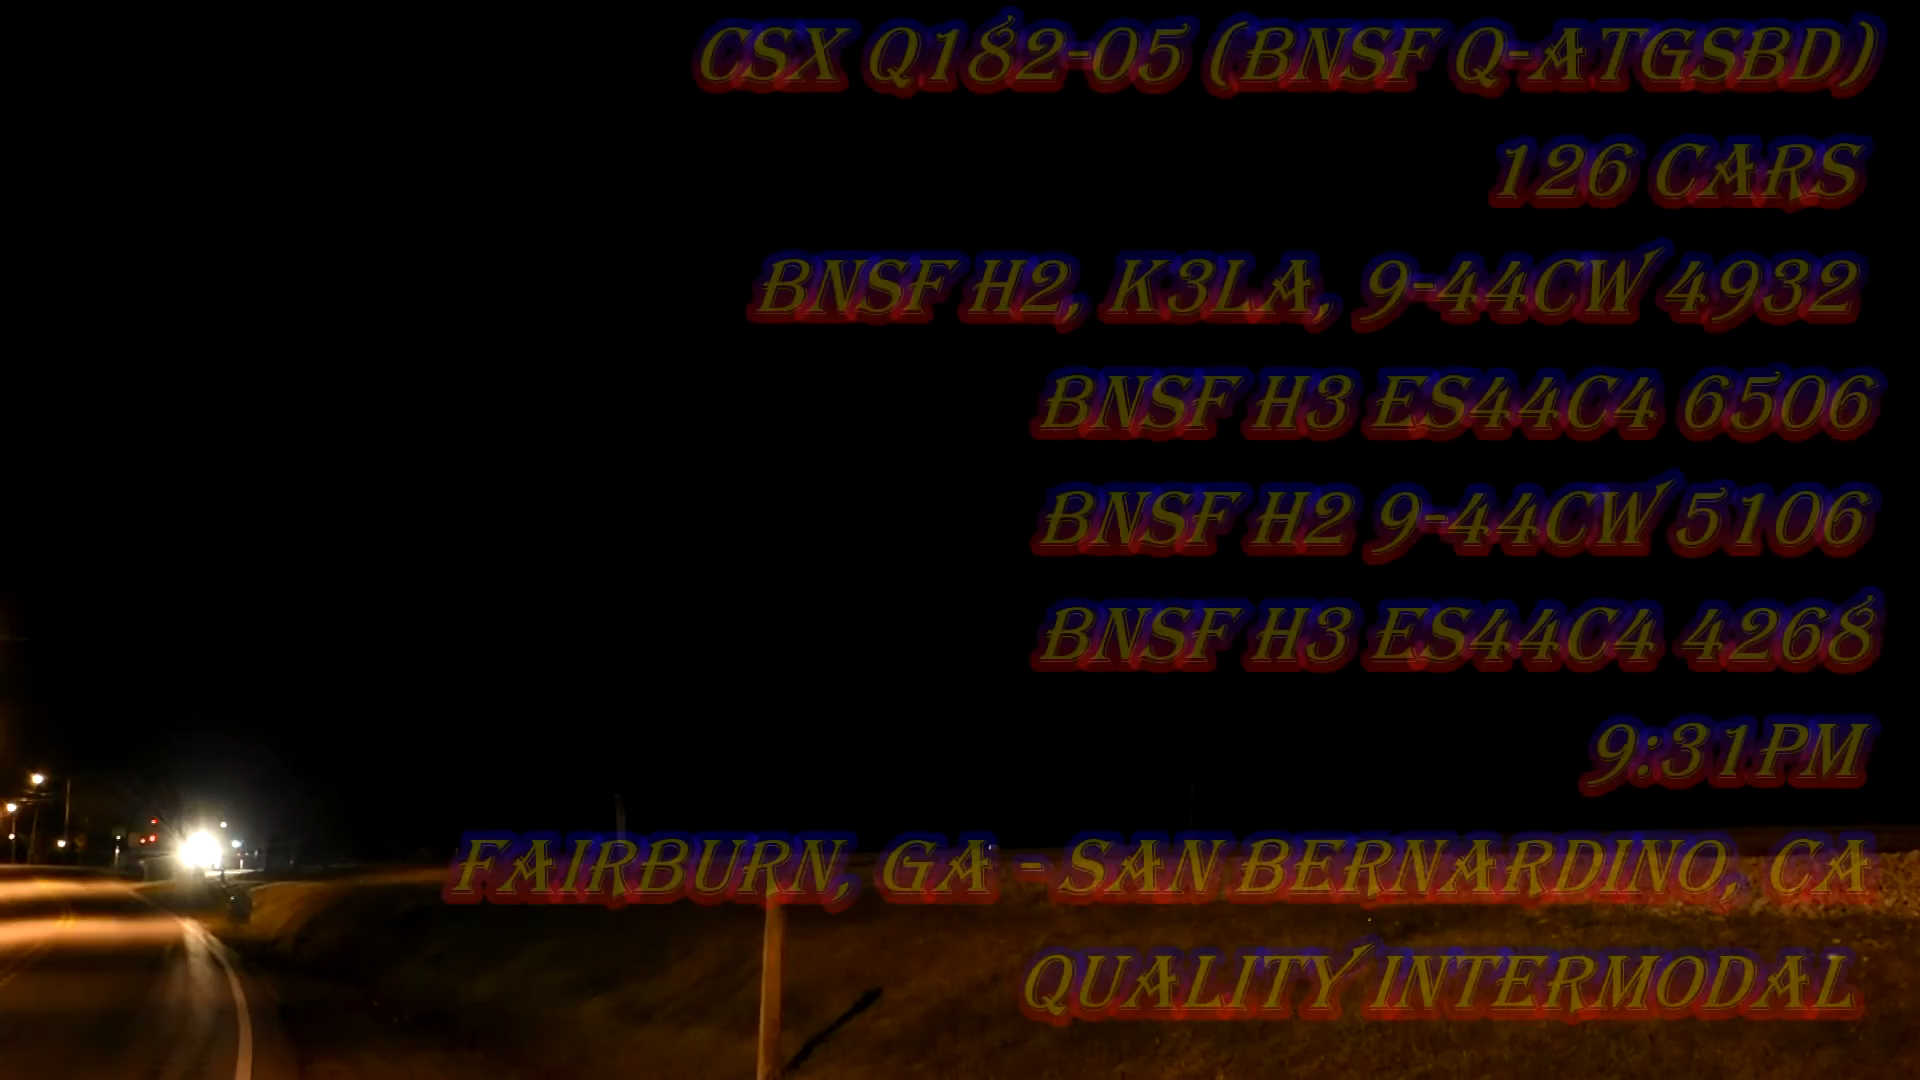 CSX Q182-05 (BNSF Q-ATGSBD)
126 CARS
BNSF H2, K3LA, 9-44CW 4932
BNSF H3 ES44C4 6506
BNSF H2 9-44CW 5106
BNSF H3 ES44C4 4268
9:31PM
FAIRBURN, GA - SAN BERNARDINO, CA
QUALITY INTERMODAL